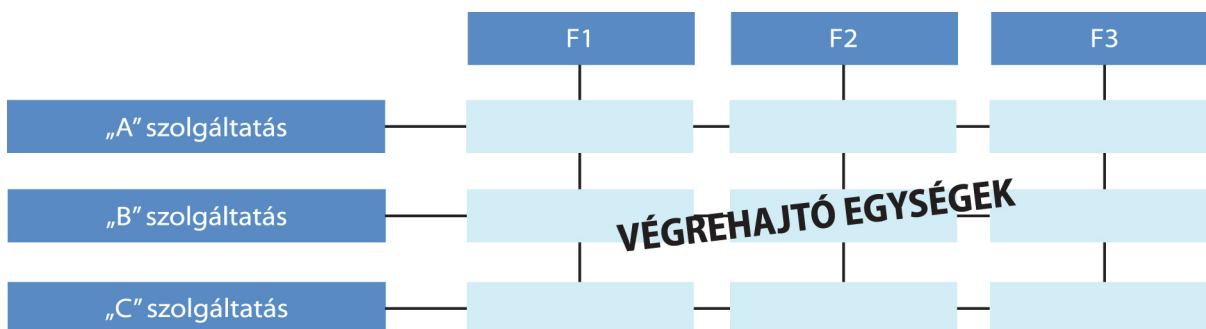 F1 F2 F3
„A” szolgáltatás
„B” szolgáltatás
VÉGREHAJTÓ EGYSÉGEK
„C” szolgáltatás